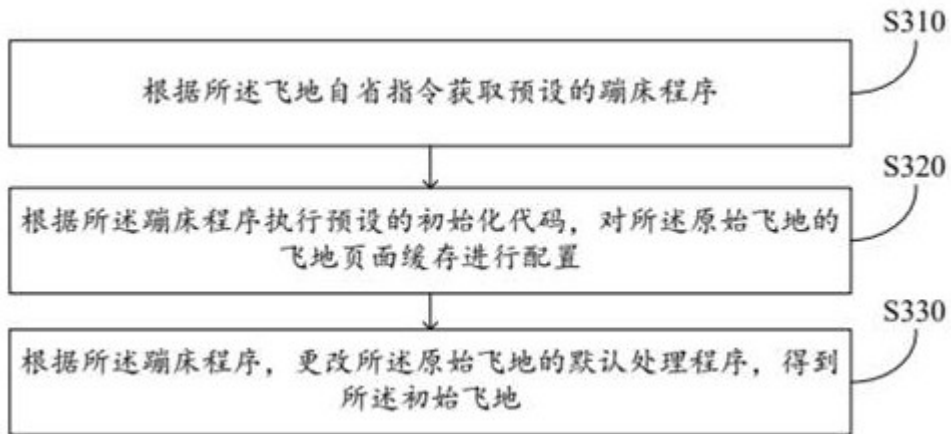 S310
根据所述飞地自省指令获取预设的蹦床程序
S320
根据所述蹦床程序执行预设的初始化代码，对所述原始飞地的
飞地页面缓存进行配置
S330
根据所述蹦床程序，更改所述原始飞地的默认处理程序，得到
所述初始飞地